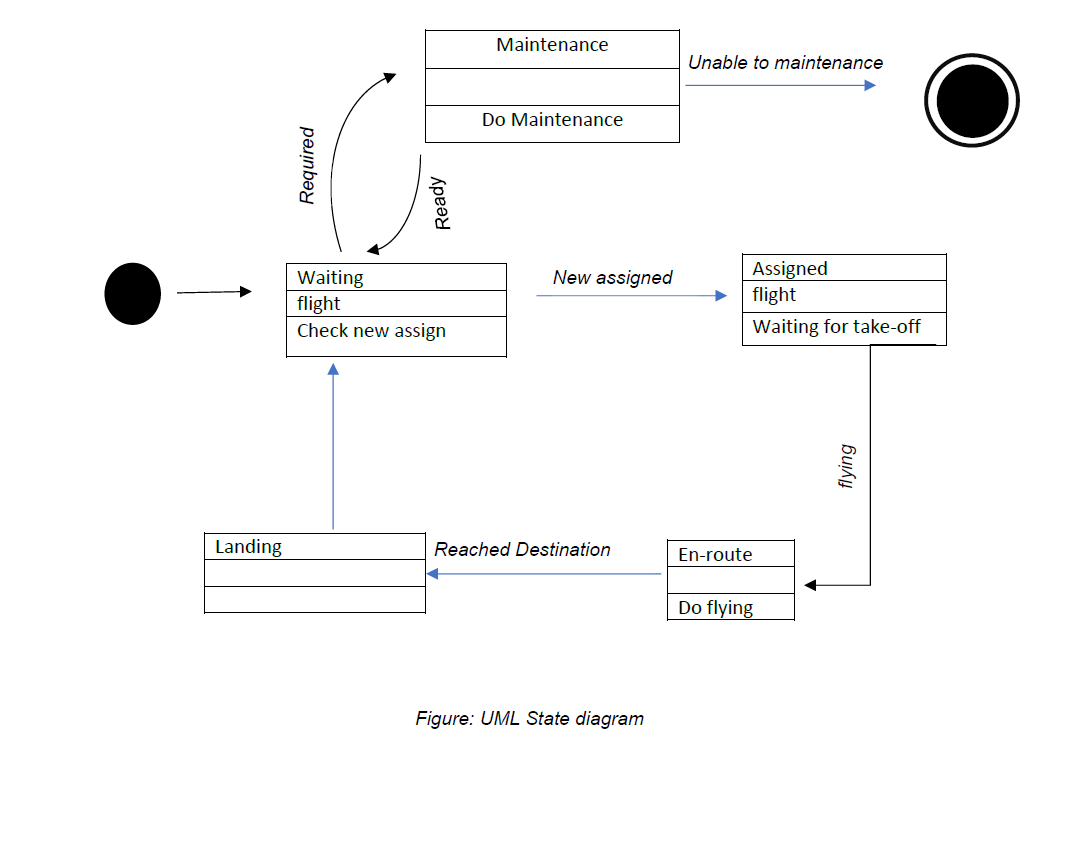 Maintenance
Unable to maintenance
Do Maintenance
Required
Ready
Waiting
flight
Check new assign
New assigned
Assigned
flight
Waiting for take-off
flying
Landing
Reached Destination
En-route
Do flying
Figure: UML State diagram